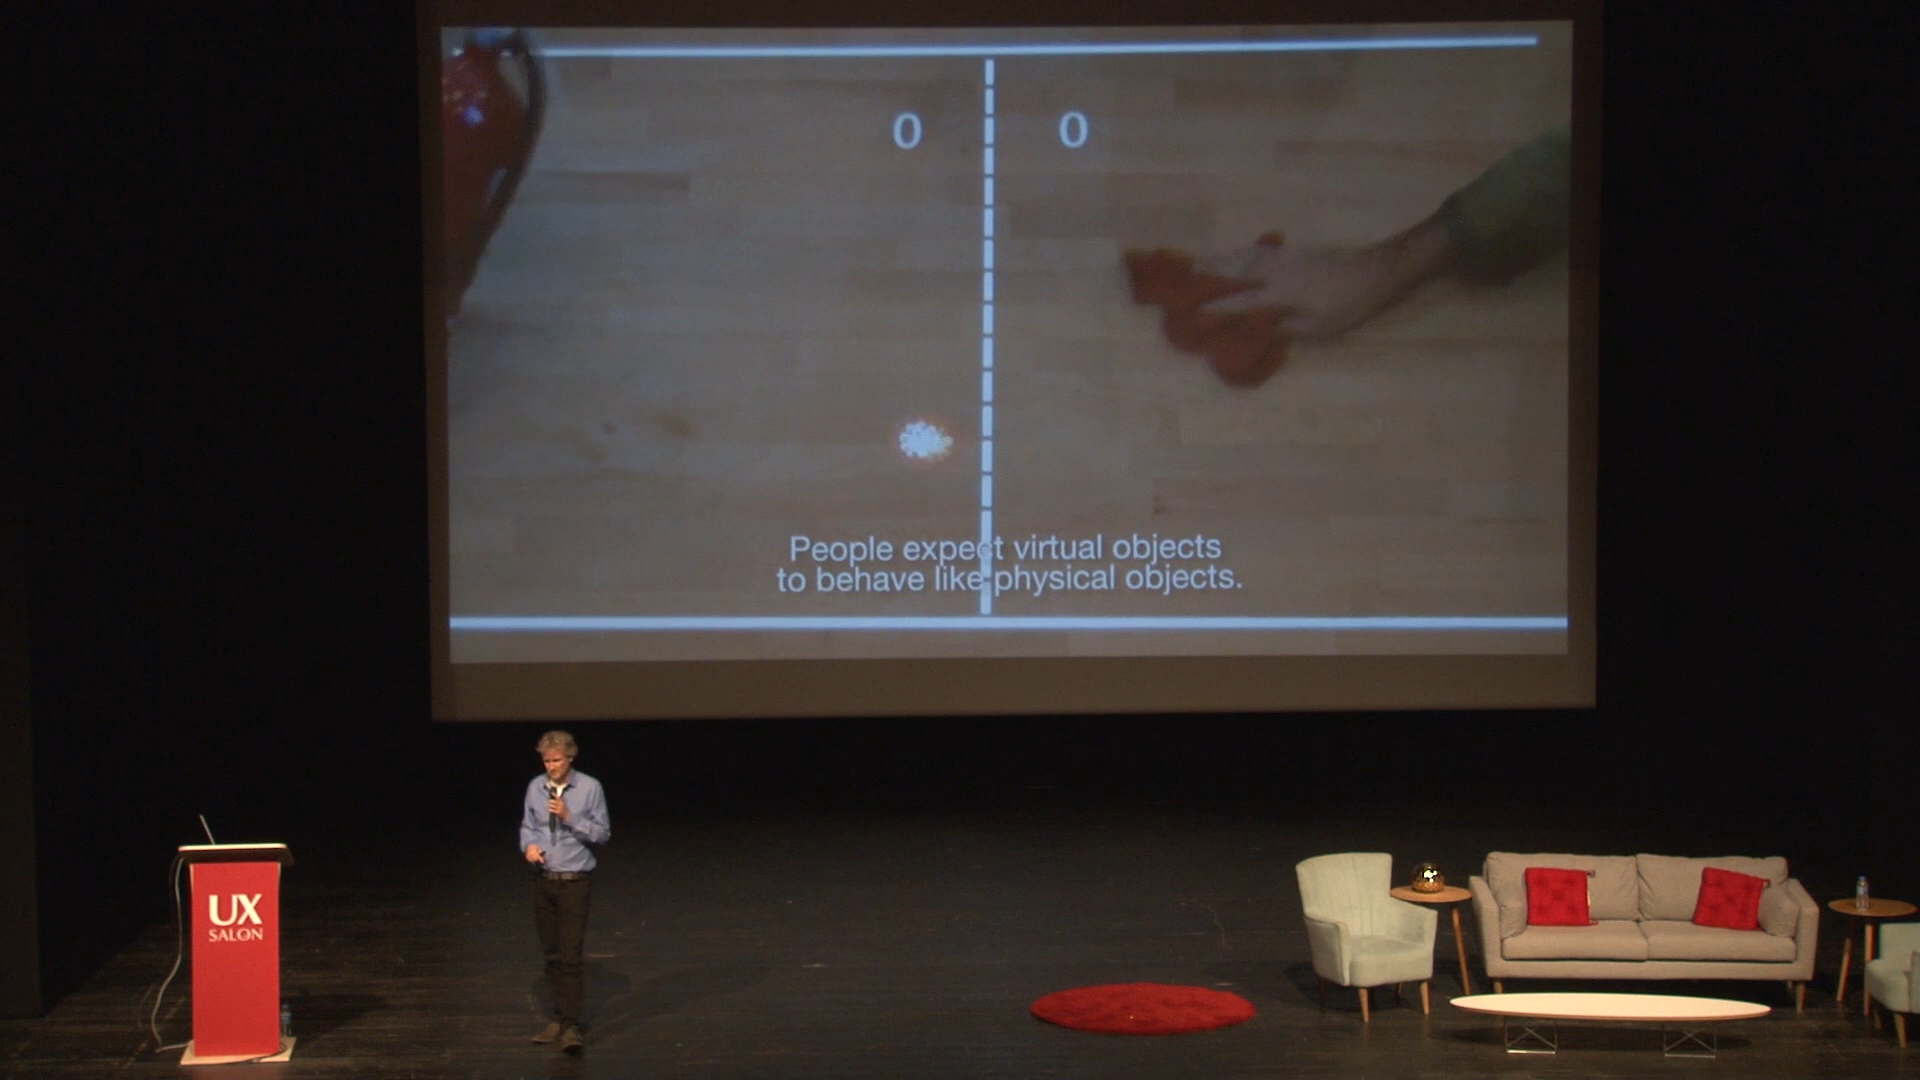 0 0
People expect virtual objects
to behave like physical objects.
UX
SALON